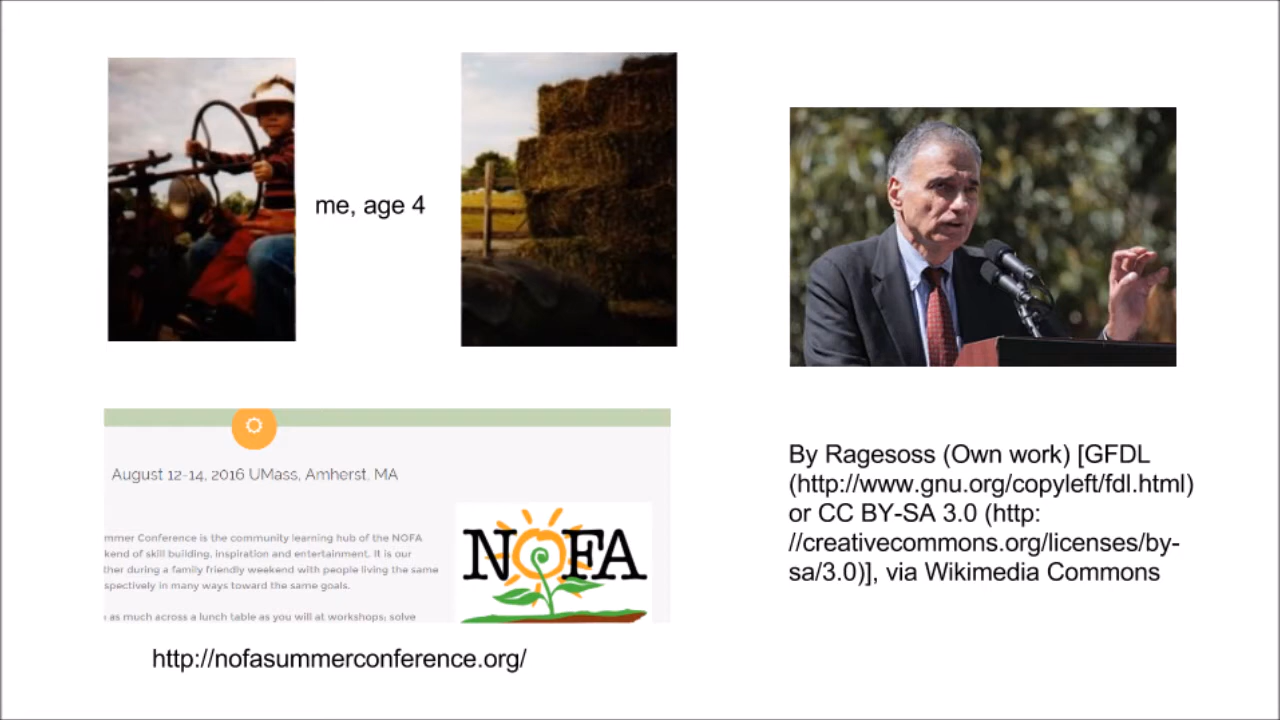 me, age 4
August 12-14, 2016 UMass, Amherst, MA
mmer Conference is the community learning hub of the NOFA
kend of skill building, inspiration and entertainment. It is our
ther during a family friendly weekend with people living the same
spectively in many ways toward the same goals.
as much across a lunch table as you will at workshops; solve
NOFA
http://nofasummerconference.org/
By Ragesoss (Own work) [GFDL
(http://www.gnu.org/copyleft/fdl.html)
or CC BY-SA 3.0 (http:
//creativecommons.org/licenses/by-
sa/3.0)], via Wikimedia Commons